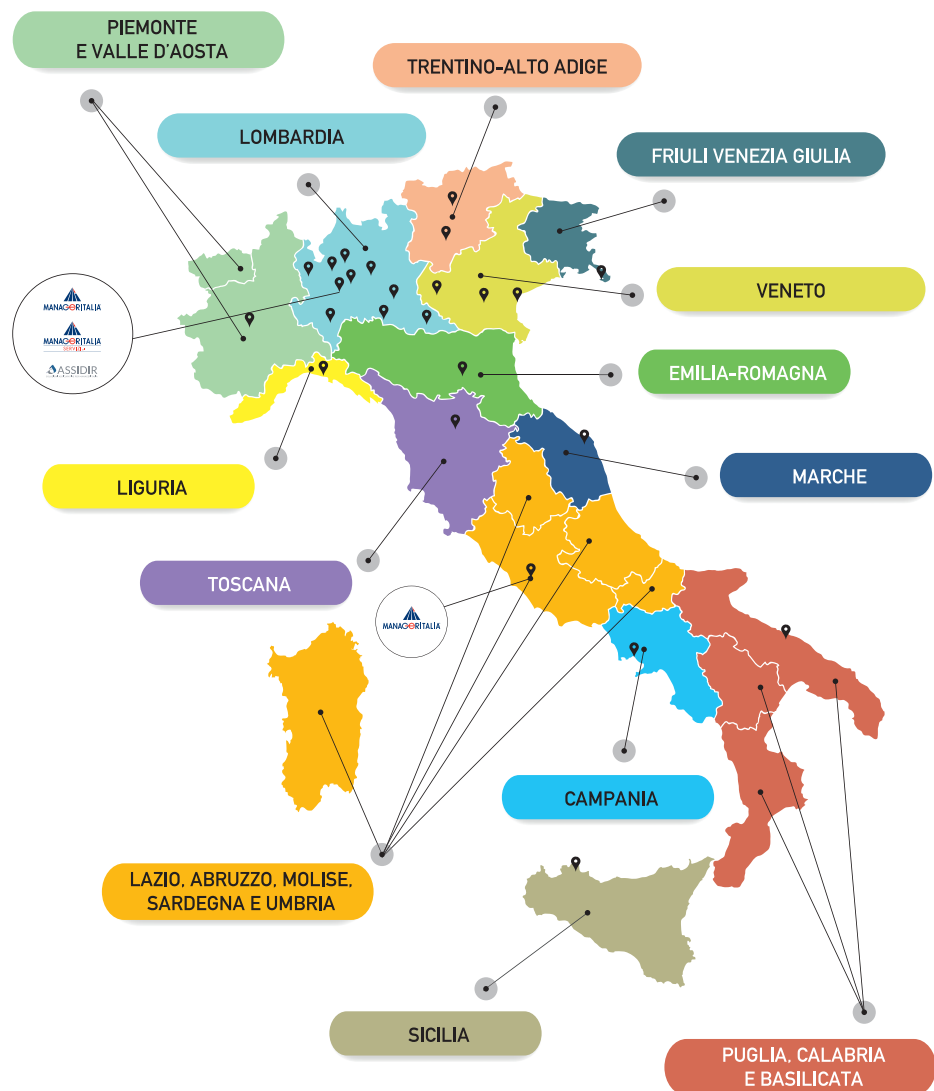 PIEMONTE
E VALLE D'AOSTA
TRENTINO-ALTO ADIGE
LOMBARDIA
FRIULI VENEZIA GIULIA
MANAGERITALIA
MANAGERITALIA
ASSIDIR
VENETO
EMILIA-ROMAGNA
LIGURIA
MARCHE
TOSCANA
MANAGERITALIA
CAMPANIA
LAZIO, ABRUZZO, MOLISE,
SARDEGNA E UMBRIA
SICILIA
PUGLIA, CALABRIA
E BASILICATA